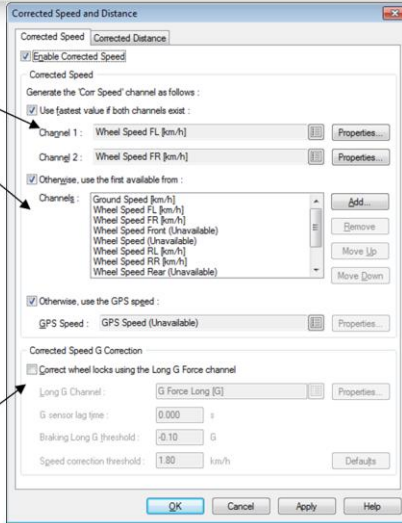 Corrected Speed and Distance
Corrected Speed Corrected Distance
Enable Corrected Speed
Corrected Speed
Generate the 'Corr Speed' channel as follows :
Use fastest value if both channels exist :
Channel 1 : Wheel Speed FL [km/h] Properties...
Channel 2 : Wheel Speed FR [km/h] Properties...
Otherwise, use the first available from :
Channels : Ground Speed [km/h] Add...
Wheel Speed FL [km/h]
Wheel Speed FR [km/h] Remove
Wheel Speed Front (Unavailable)
Wheel Speed (Unavailable) Move Up
Wheel Speed RL [km/h]
Wheel Speed RR [km/h]
Wheel Speed Rear (Unavailable) Move Down
Otherwise, use the GPS speed :
GPS Speed : GPS Speed (Unavailable) Properties...
Corrected Speed G Correction
Correct wheel locks using the Long G Force channel
Long G Channel : G Force Long [G] Properties...
G sensor lag time : 0.000 s
Braking Long G threshold : -0.10 G
Speed correction threshold : 1.80 km/h Defaults
OK Cancel Apply Help